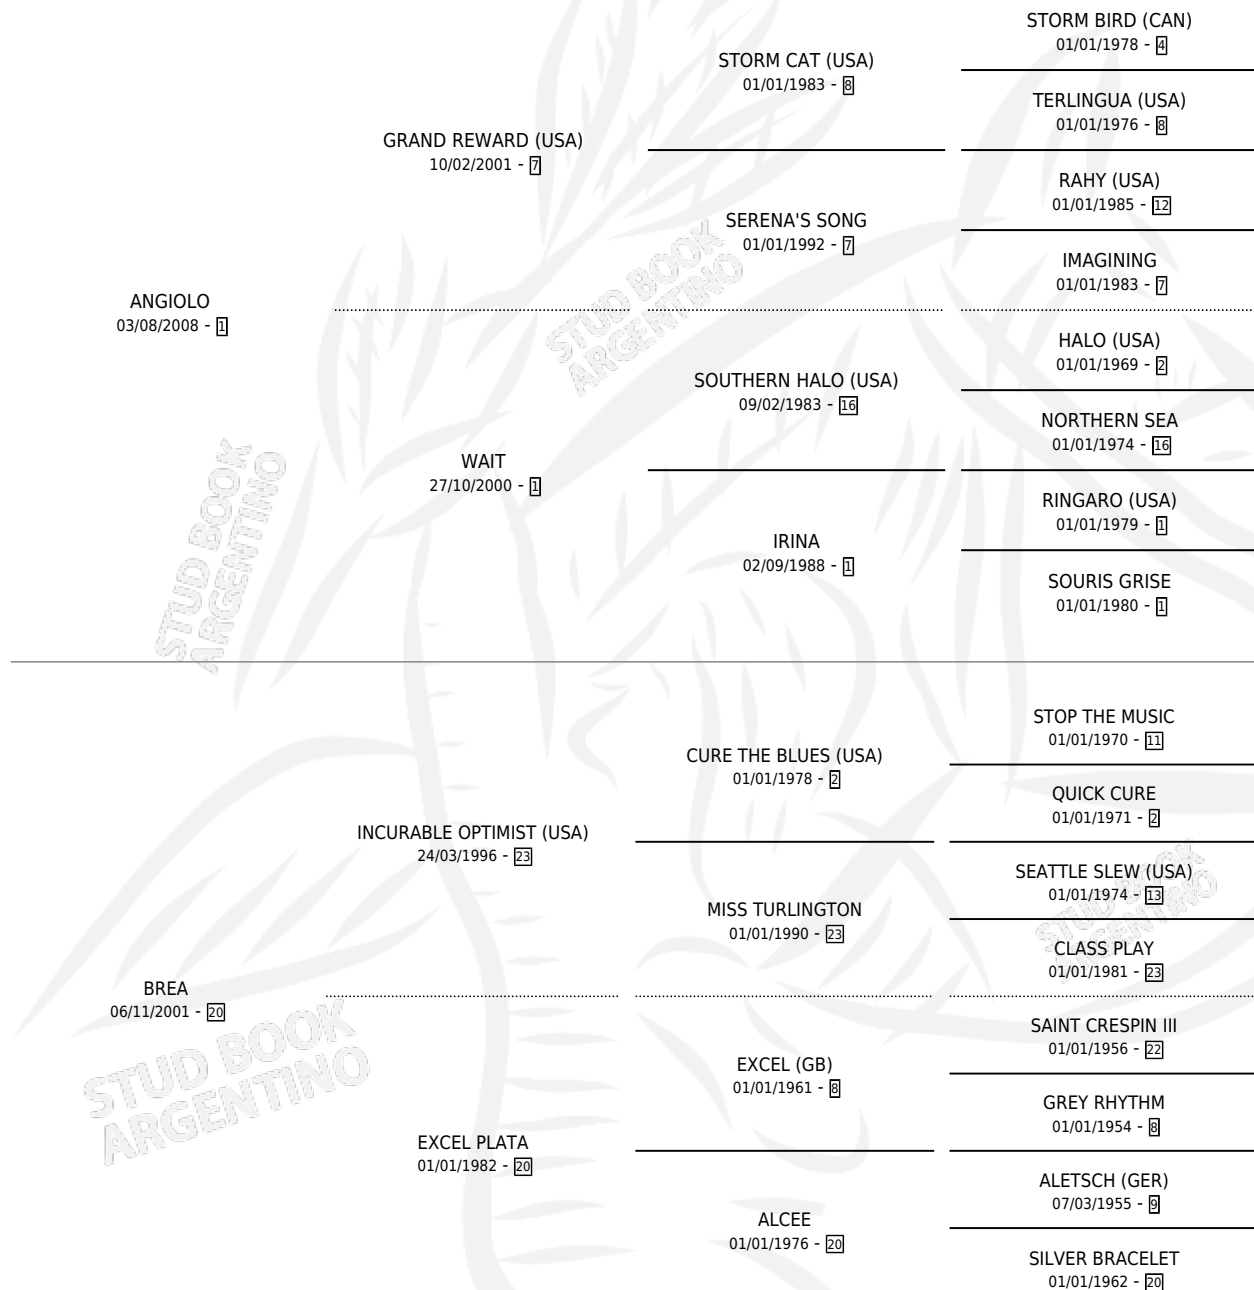 STORM BIRD (CAN)
01/01/1978 - 4
STORM CAT (USA)
01/01/1983 - 8
TERLINGUA (USA)
01/01/1976 - 8
GRAND REWARD (USA)
10/02/2001 - 7
RAHY (USA)
01/01/1985 - 12
SERENA'S SONG
01/01/1992 - 7
IMAGINING
01/01/1983 - 7
ANGIOLO
03/08/2008 - 1
HALO (USA)
01/01/1969 - 2
SOUTHERN HALO (USA)
09/02/1983 - 16
NORTHERN SEA
01/01/1974 - 16
WAIT
27/10/2000 - 1
RINGARO (USA)
01/01/1979 - 1
IRINA
02/09/1988 - 1
SOURIS GRISE
01/01/1980 - 1
STOP THE MUSIC
01/01/1970 - 11
CURE THE BLUES (USA)
01/01/1978 - 2
QUICK CURE
01/01/1971 - 2
INCURABLE OPTIMIST (USA)
24/03/1996 - 23
SEATTLE SLEW (USA)
01/01/1974 - 13
MISS TURLINGTON
01/01/1990 - 23
CLASS PLAY
01/01/1981 - 23
BREA
06/11/2001 - 20
SAINT CRESPIN III
01/01/1956 - 22
EXCEL (GB)
01/01/1961 - 8
GREY RHYTHM
01/01/1954 - 8
EXCEL PLATA
01/01/1982 - 20
ALETSCH (GER)
07/03/1955 - 9
ALCEE
01/01/1976 - 20
SILVER BRACELET
01/01/1962 - 20
STUD BOOK
ARGENTINO
STUD BOOK
ARGENTINO
STUD BOOK
ARGENTINO
STUD BOOK
ARGENTINO